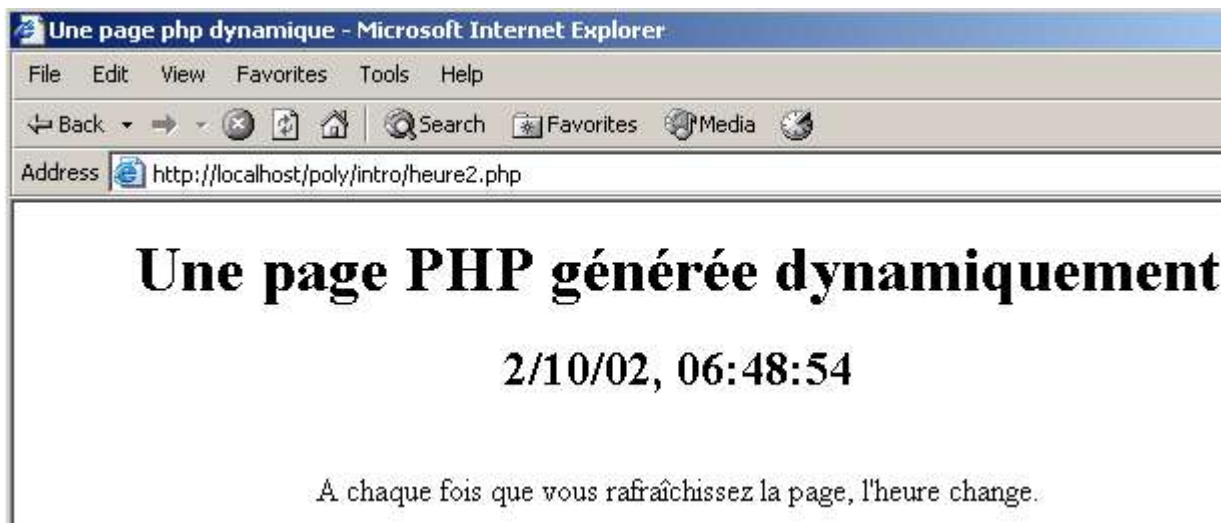 Une page php dynamique - Microsoft Internet Explorer
File Edit View Favorites Tools Help
Back Search Favorites Media
Address http://localhost/poly/intro/heure2.php
Une page PHP générée dynamiquement
2/10/02, 06:48:54
A chaque fois que vous rafraîchissez la page, l'heure change.